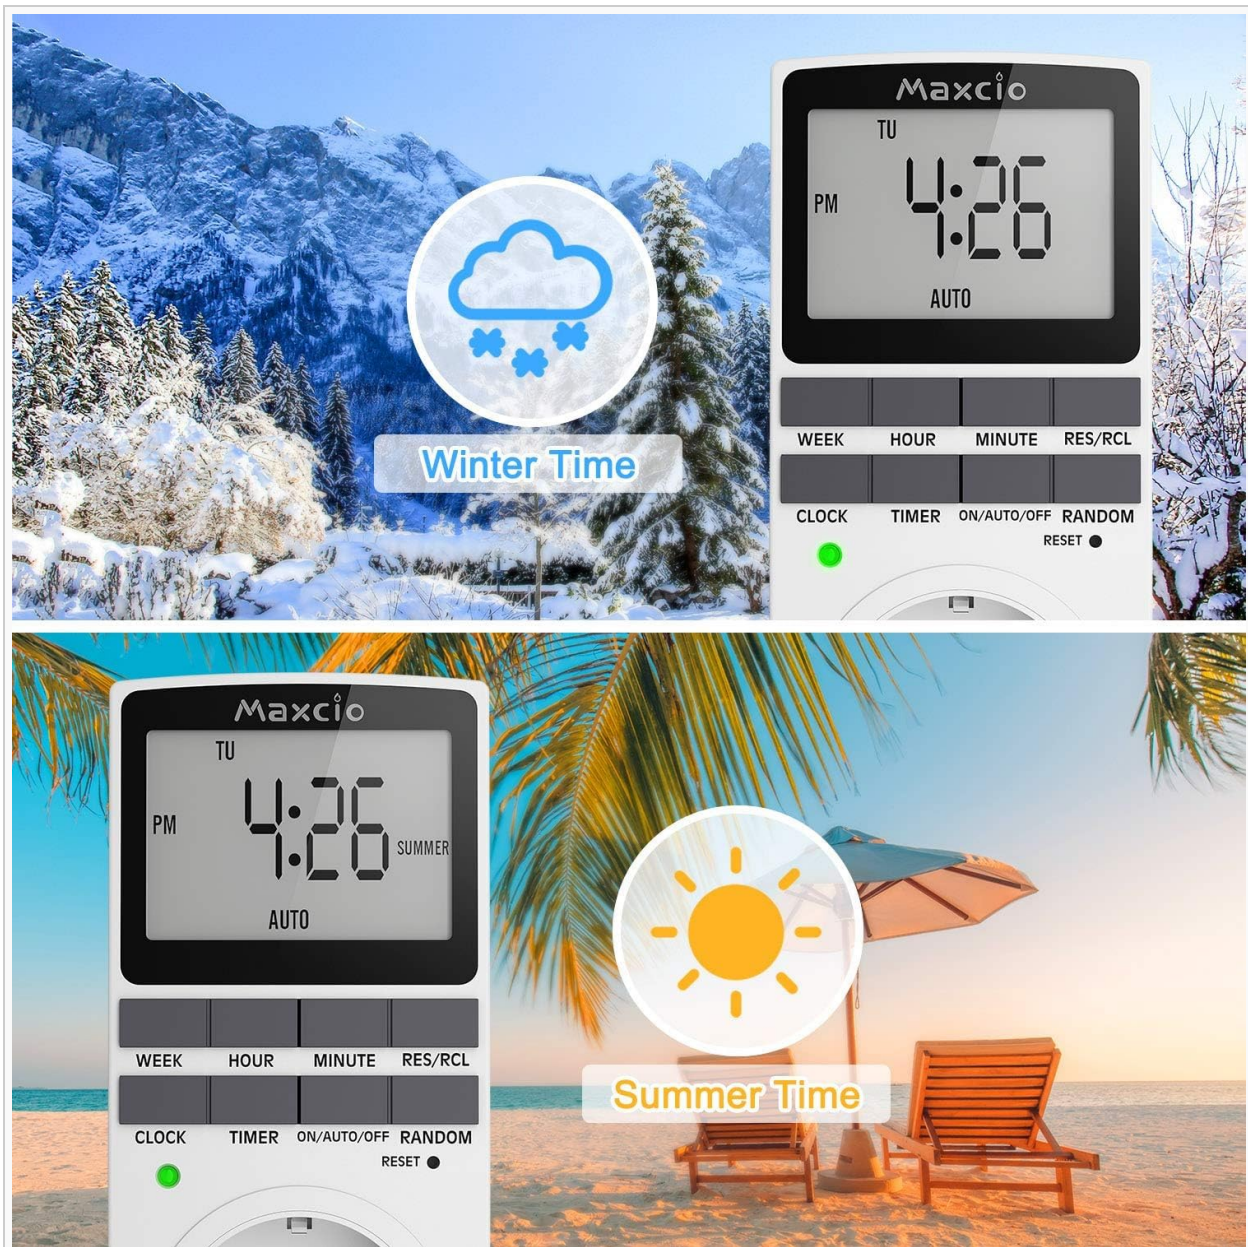 Maxcio
TU
PM 4:26
AUTO
WEEK HOUR MINUTE RES/RCL
CLOCK TIMER ON/AUTO/OFF RANDOM
RESET
Winter Time
Maxcio
TU
PM 4:26 SUMMER
AUTO
WEEK HOUR MINUTE RES/RCL
CLOCK TIMER ON/AUTO/OFF RANDOM
RESET
Summer Time